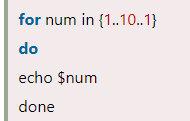 for num in {1..10..1}
do
echo $num
done